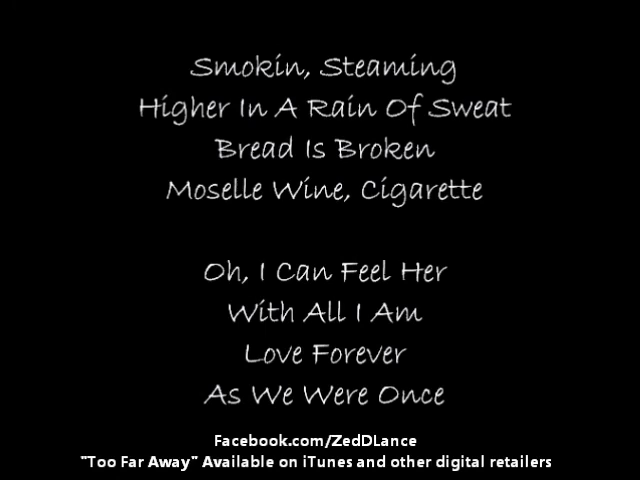 Smokin, Steaming
Higher In A Rain Of Sweat
Bread Is Broken
Moselle Wine, Cigarette
Oh, I Can Feel Her
With All I Am
Love Forever
As We Were Once
Facebook.com/ZedDLance
"Too Far Away" Available on iTunes and other digital retailers